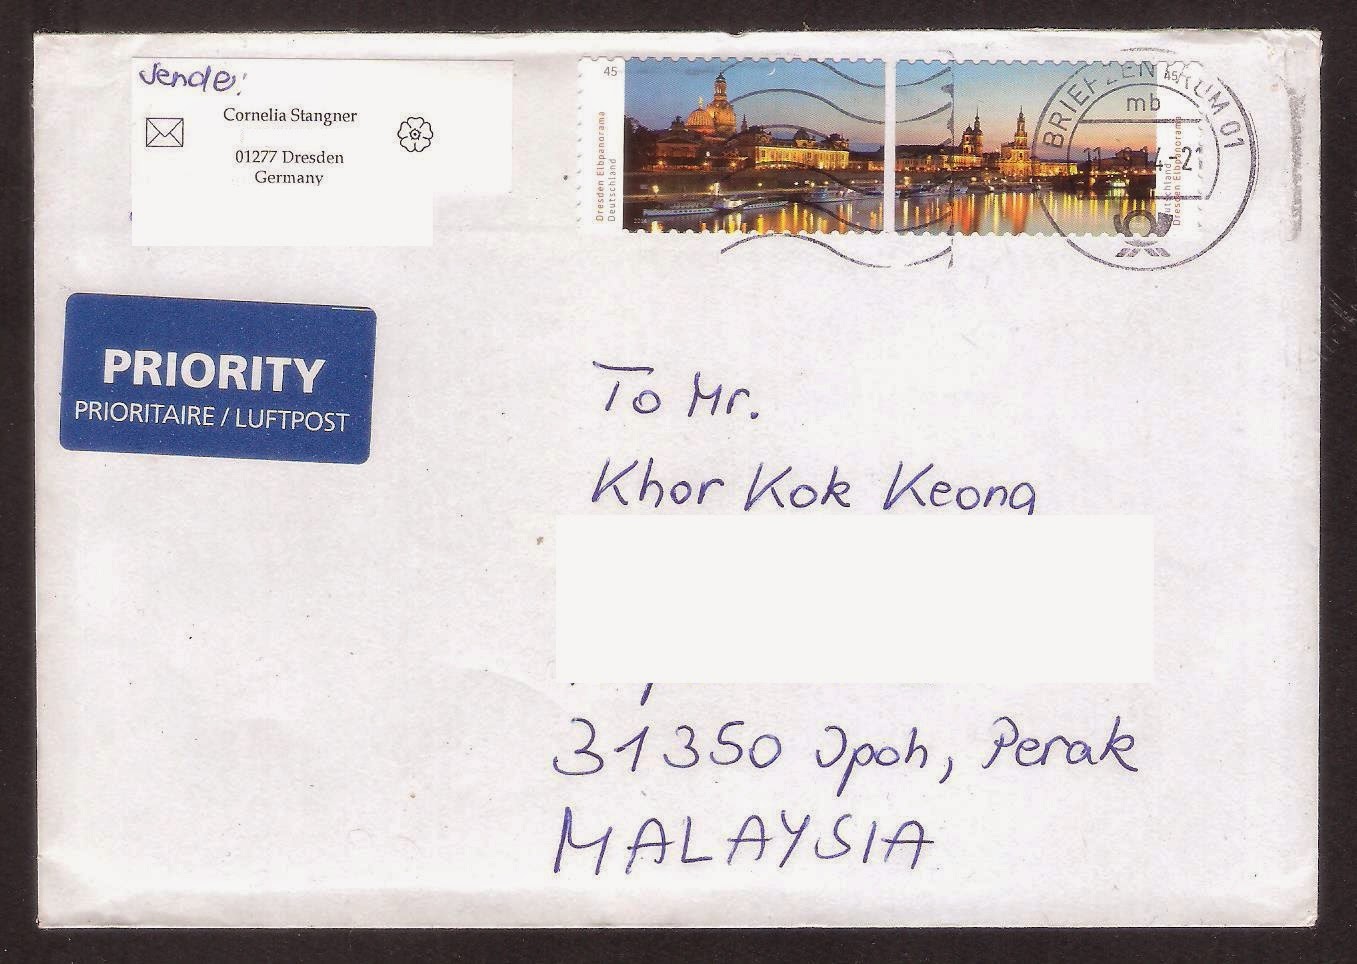 Sender:
Cornelia Stangner
01277 Dresden
Germany
45
Dresden Elbpanorama
Deutschland
45
Deutschland
Dresden Elbpanorama
BRIEFZENTRUM 01
mb
PRIORITY
PRIORITAIRE / LUFTPOST
To Mr.
Khor Kok Keong
31350 Ipoh, Perak
MALAYSIA